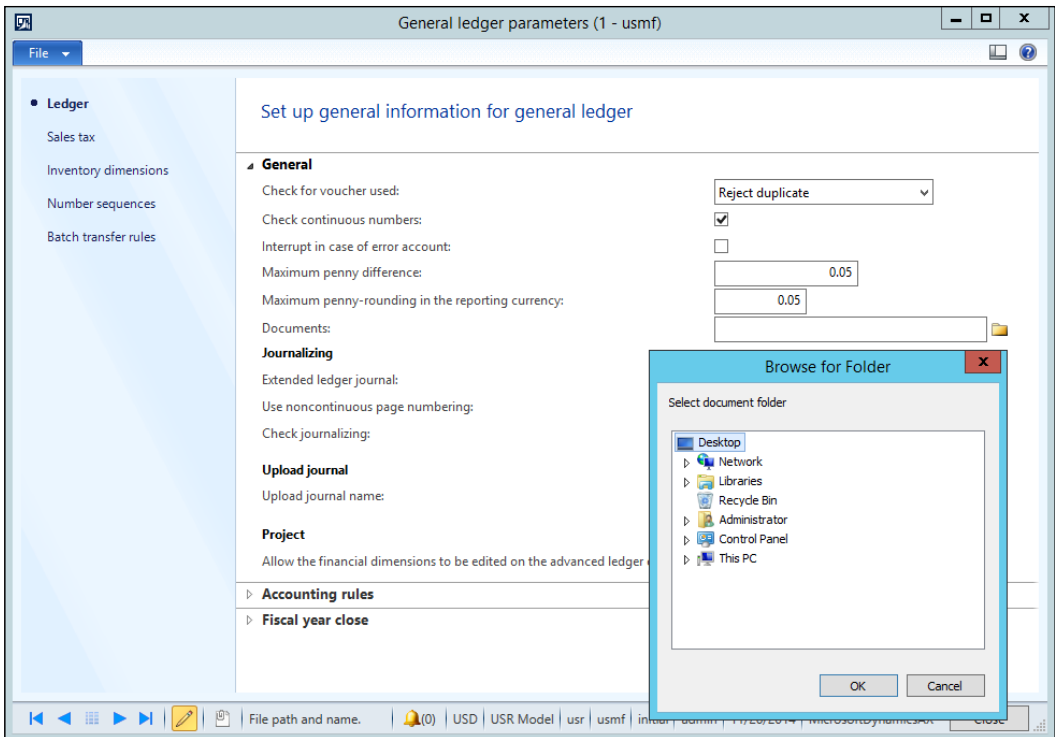 General ledger parameters (1 - usmf)
File
Ledger
Sales tax
Inventory dimensions
Number sequences
Batch transfer rules
Set up general information for general ledger
General
Check for voucher used:
Reject duplicate
Check continuous numbers:
Interrupt in case of error account:
Maximum penny difference:
0.05
Maximum penny-rounding in the reporting currency:
0.05
Documents:
Journalizing
Extended ledger journal:
Use noncontinuous page numbering:
Check journalizing:
Upload journal
Upload journal name:
Project
Allow the financial dimensions to be edited on the advanced ledger
Accounting rules
Fiscal year close
Browse for Folder
Select document folder
Desktop
Network
Libraries
Recycle Bin
Administrator
Control Panel
This PC
OK
Cancel
File path and name.
(0)
USD
USR Model
usr
usmf
Close